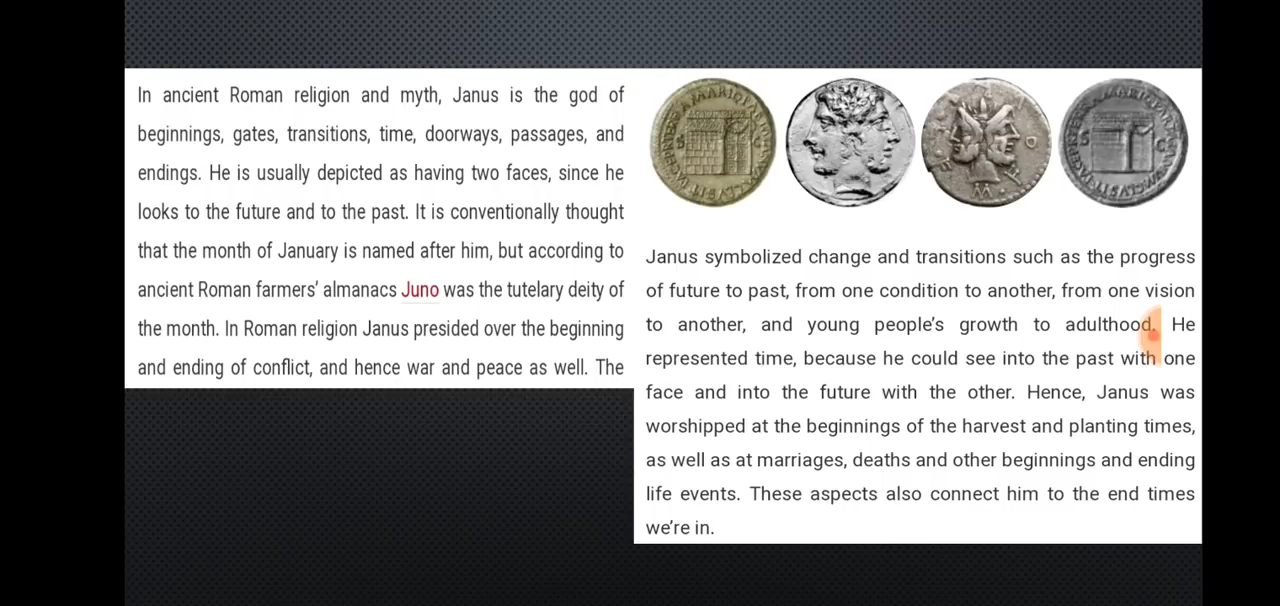 In ancient Roman religion and myth, Janus is the god of
beginnings, gates, transitions, time, doorways, passages, and
endings. He is usually depicted as having two faces, since he
looks to the future and to the past. It is conventionally thought
that the month of January is named after him, but according to
ancient Roman farmers’ almanacs Juno was the tutelary deity of
the month. In Roman religion Janus presided over the beginning
and ending of conflict, and hence war and peace as well. The
S C
S C
Janus symbolized change and transitions such as the progress
of future to past, from one condition to another, from one vision
to another, and young people’s growth to adulthood. He
represented time, because he could see into the past with one
face and into the future with the other. Hence, Janus was
worshipped at the beginnings of the harvest and planting times,
as well as at marriages, deaths and other beginnings and ending
life events. These aspects also connect him to the end times
we’re in.